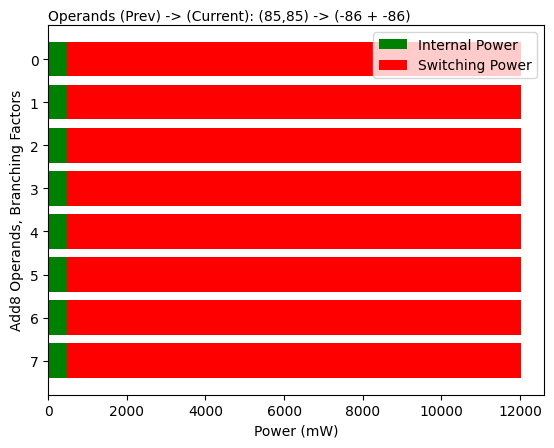 Operands (Prev) -> (Current): (85,85) -> (-86 + -86)
Internal Power
Switching Power
Add8 Operands, Branching Factors
0
1
2
3
4
5
6
7
0 2000 4000 6000 8000 10000 12000
Power (mW)